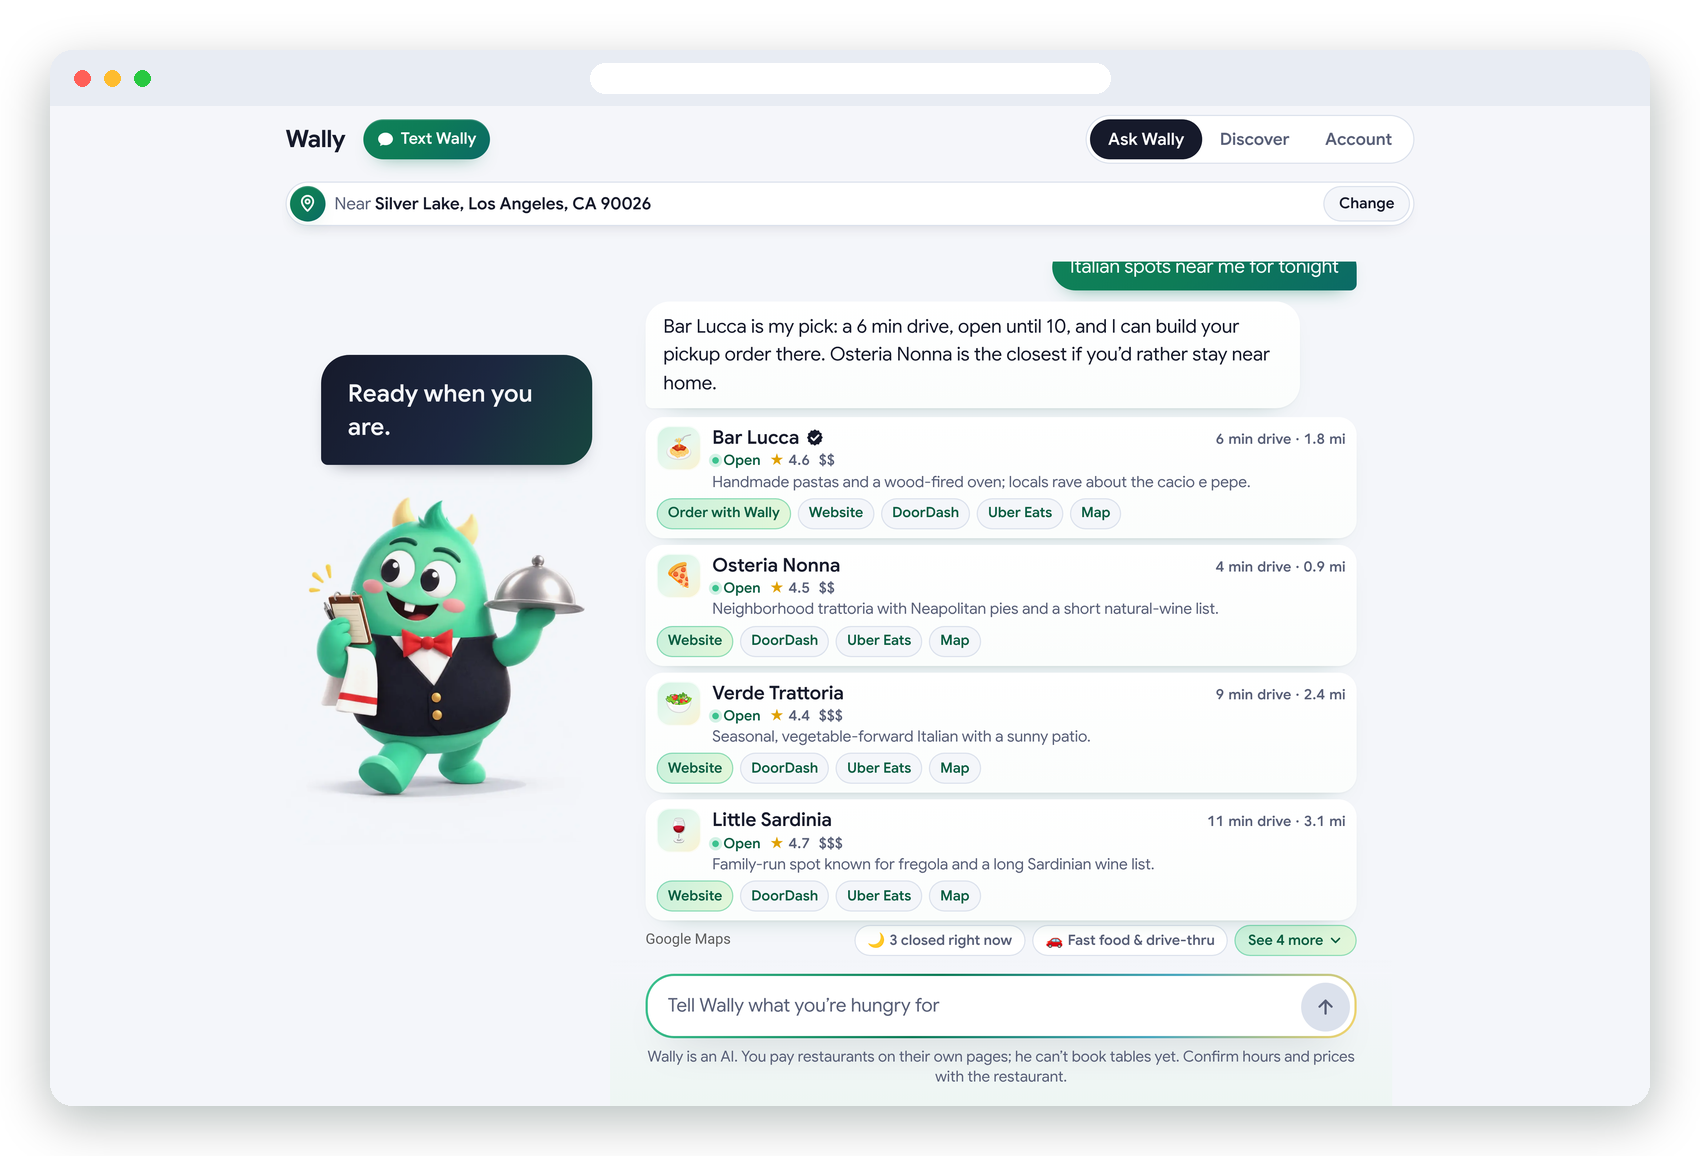 Wally
Text Wally
Ask Wally
Discover
Account
Near Silver Lake, Los Angeles, CA 90026
Change
Italian spots near me for tonight
Bar Lucca is my pick: a 6 min drive, open until 10, and I can build your
pickup order there. Osteria Nonna is the closest if you’d rather stay near
home.
Ready when you
are.
Bar Lucca
6 min drive · 1.8 mi
Open ★ 4.6 $$
Handmade pastas and a wood-fired oven; locals rave about the cacio e pepe.
Order with Wally
Website
DoorDash
Uber Eats
Map
Osteria Nonna
4 min drive · 0.9 mi
Open ★ 4.5 $$
Neighborhood trattoria with Neapolitan pies and a short natural-wine list.
Website
DoorDash
Uber Eats
Map
Verde Trattoria
9 min drive · 2.4 mi
Open ★ 4.4 $$$
Seasonal, vegetable-forward Italian with a sunny patio.
Website
DoorDash
Uber Eats
Map
Little Sardinia
11 min drive · 3.1 mi
Open ★ 4.7 $$$
Family-run spot known for fregola and a long Sardinian wine list.
Website
DoorDash
Uber Eats
Map
Google Maps
3 closed right now
Fast food & drive-thru
See 4 more
Tell Wally what you’re hungry for
Wally is an AI. You pay restaurants on their own pages; he can’t book tables yet. Confirm hours and prices
with the restaurant.